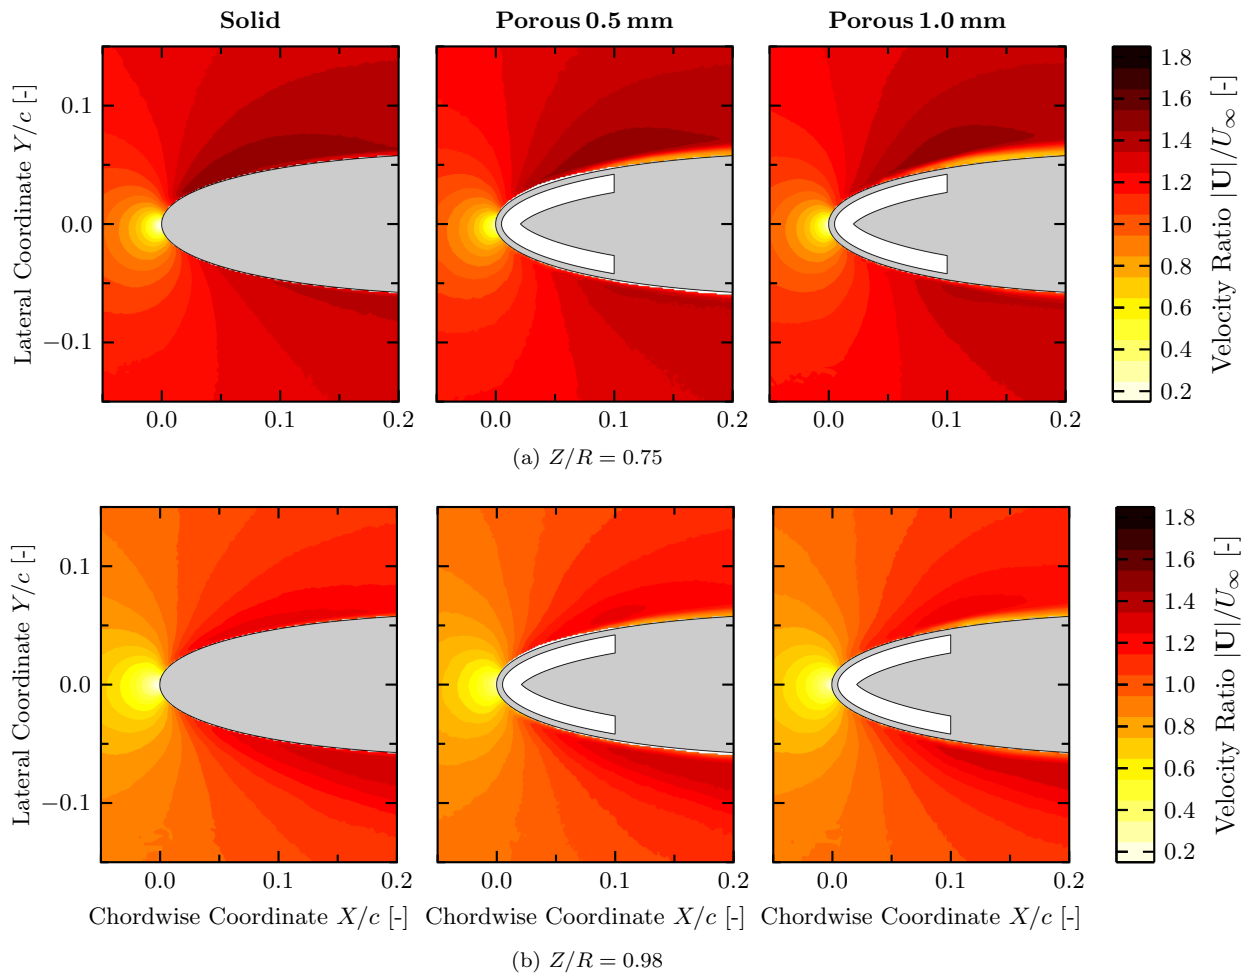 Solid Porous 0.5 mm Porous 1.0 mm
Lateral Coordinate Y/c [-]
0.1
0.0
−0.1
0.0 0.1 0.2
0.0 0.1 0.2
0.0 0.1 0.2
1.8
1.6
1.4
1.2
1.0
0.8
0.6
0.4
0.2
Velocity Ratio |U|/U∞ [-]
(a) Z/R = 0.75
Lateral Coordinate Y/c [-]
0.1
0.0
−0.1
0.0 0.1 0.2
0.0 0.1 0.2
0.0 0.1 0.2
Chordwise Coordinate X/c [-]
Chordwise Coordinate X/c [-]
Chordwise Coordinate X/c [-]
1.8
1.6
1.4
1.2
1.0
0.8
0.6
0.4
0.2
Velocity Ratio |U|/U∞ [-]
(b) Z/R = 0.98